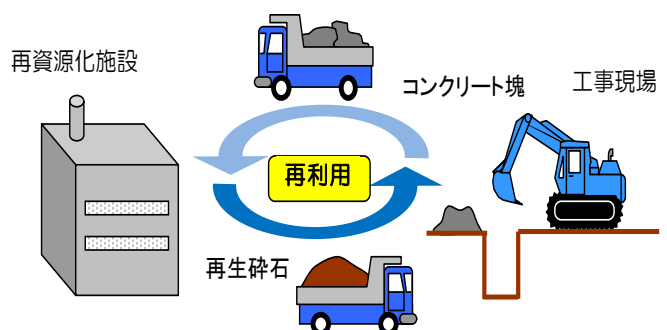 再資源化施設
コンクリート塊
工事現場
再利用
再生砕石